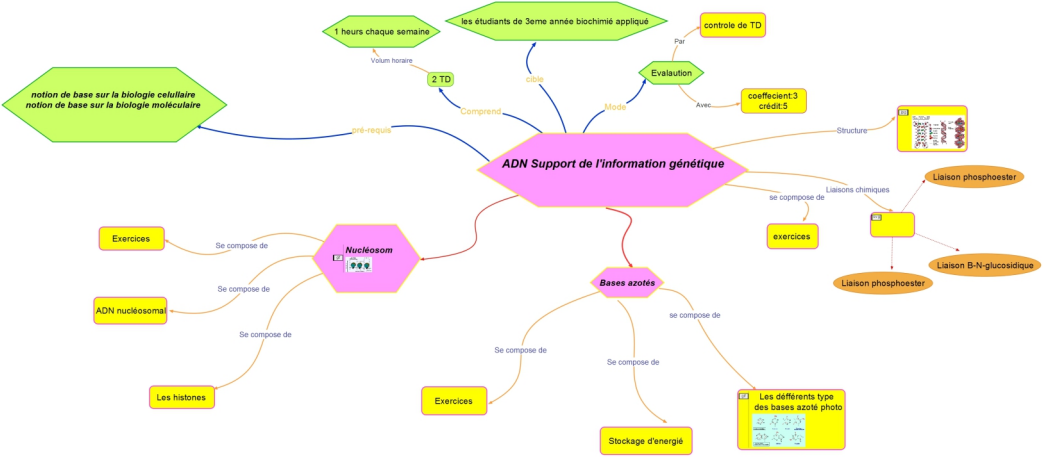 les étudiants de 3eme année biochimié appliqué
1 heurs chaque semaine
controle de TD
Par
Volum horaire
cible
2 TD
Evalaution
notion de base sur la biologie celullaire
notion de base sur la biologie moléculaire
Comprend
Mode
Avec
coeffecient:3
crédit:5
pré-requis
Structure
ADN Support de l'information génétique
Liaison phosphoester
Liaisons chimiques
se copmpose de
exercices
Exercices
Se compose de
Nucléosom
Liaison B-N-glucosidique
Liaison phosphoester
Bases azotés
Se compose de
ADN nucléosomal
se compose de
Se compose de
Se compose de
Se compose de
Les histones
Exercices
Les défférents type
des bases azoté photo
Stockage d'energié